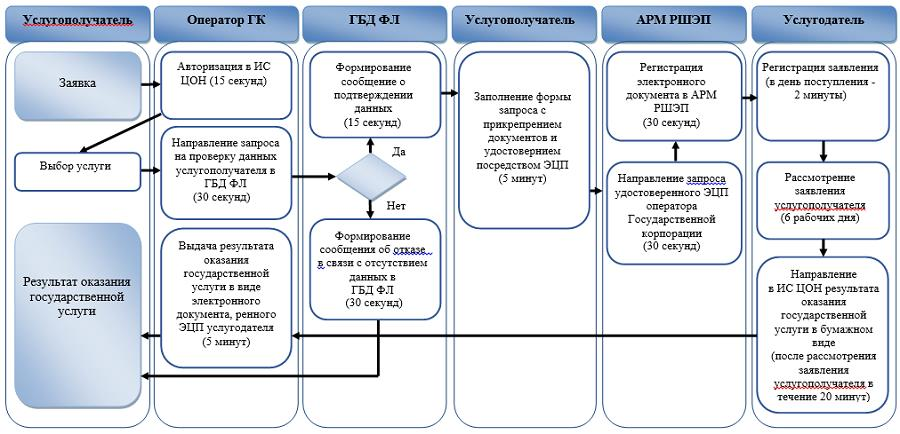 Услугополучатель
Оператор ГК
ГБД ФЛ
Услугополучатель
АРМ РШЭП
Услугодатель
Заявка
Выбор услуги
Результат оказания
государственной
услуги
Авторизация в ИС
ЦОН (15 секунд)
Направление запроса
на проверку данных
услугополучателя в
ГБД ФЛ
(30 секунд)
Выдача результата
оказания
государственной
услуги в виде
электронного
документа, ренного
ЭЦП услугодателя
(5 минут)
Формирование
сообщение о
подтверждении
данных
(15 секунд)
Да
Нет
Формирование
сообщения об отказе
в связи с отсутствием
данных в
ГБД ФЛ
(30 секунд)
Заполнение формы
запроса с
прикрепрением
документов и
удостовернием
посредством ЭЦП
(5 минут)
Регистрация
электронного
документа в АРМ
РШЭП
(30 секунд)
Направление запроса
удостоверенного ЭЦП
оператора
Государственной
корпорации
(30 секунд)
Регистрация заявления
(в день поступления -
2 минуты)
Рассмотрение
заявления
услугополучателя
(6 рабочих дня)
Направление
в ИС ЦОН результата
оказания
государственной
услуги в бумажном
виде
(после рассмотрения
заявления
услугополучателя в
течение 20 минут)